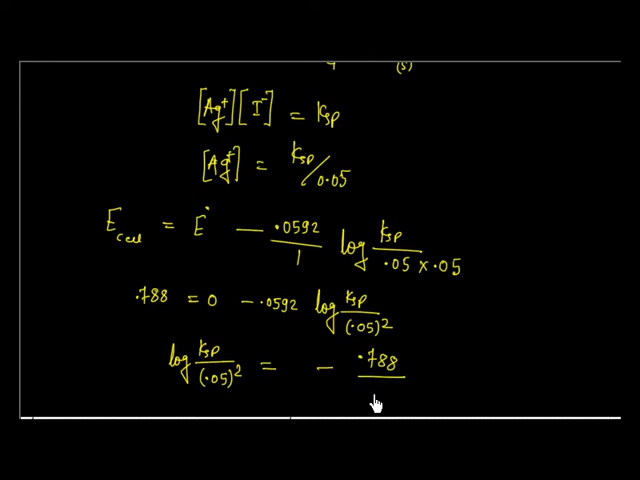 (s)
[Ag⁺][I⁻] = Ksp
[Ag⁺] = Ksp/0.05
Ecell = E° — .0592/1 log Ksp/.05 × .05
.788 = 0 - .0592 log Ksp/(.05)²
log Ksp/(.05)² = - .788